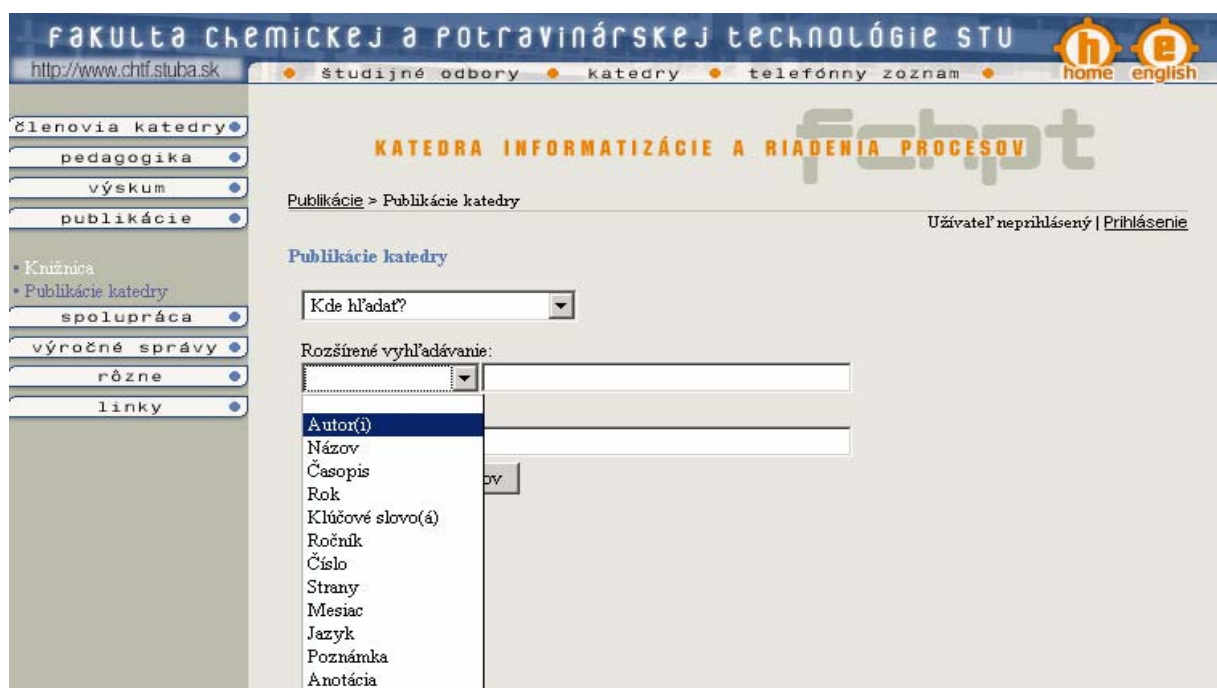 Fakulta chemickej a potravinárskej technológie STU
http://www.chtf.stuba.sk
študijné odbory
katedry
telefónny zoznam
home
english
členovia katedry
pedagogika
výskum
publikácie
Knižnica
Publikácie katedry
spolupráca
výročné správy
rôzne
linky
fchpt
KATEDRA INFORMATIZÁCIE A RIADENIA PROCESOV
Publikácie > Publikácie katedry
Užívateľ neprihlásený | Prihlásenie
Publikácie katedry
Kde hľadať?
Rozšírené vyhľadávanie:
Autor(i)
Názov
Časopis
Rok
Klúčové slovo(á)
Ročník
Číslo
Strany
Mesiac
Jazyk
Poznámka
Anotácia